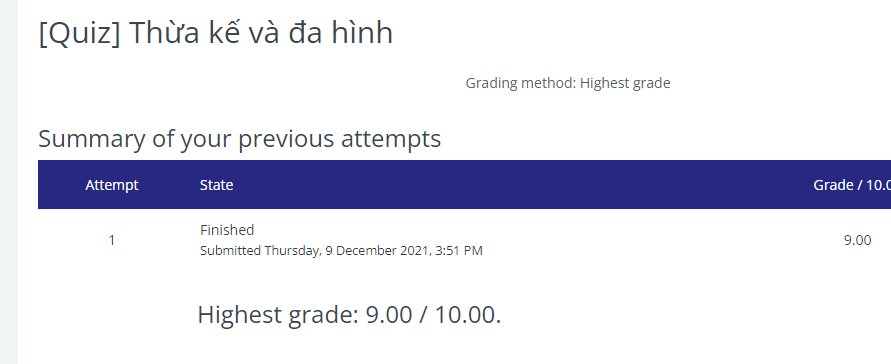 [Quiz] Thừa kế và đa hình
Grading method: Highest grade
Summary of your previous attempts
Attempt State Grade / 10.0
1 Finished 9.00
Submitted Thursday, 9 December 2021, 3:51 PM
Highest grade: 9.00 / 10.00.